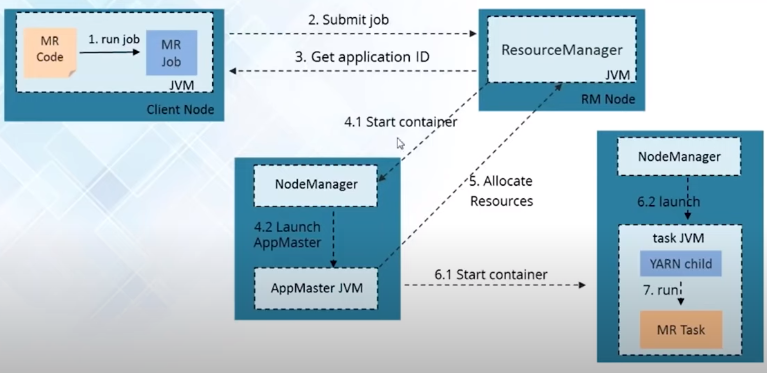 MR
Code
1. run job
MR
Job
JVM
Client Node
2. Submit job
3. Get application ID
ResourceManager
JVM
RM Node
4.1 Start container
NodeManager
4.2 Launch
AppMaster
AppMaster JVM
5. Allocate
Resources
6.1 Start container
NodeManager
6.2 launch
task JVM
YARN child
7. run
MR Task